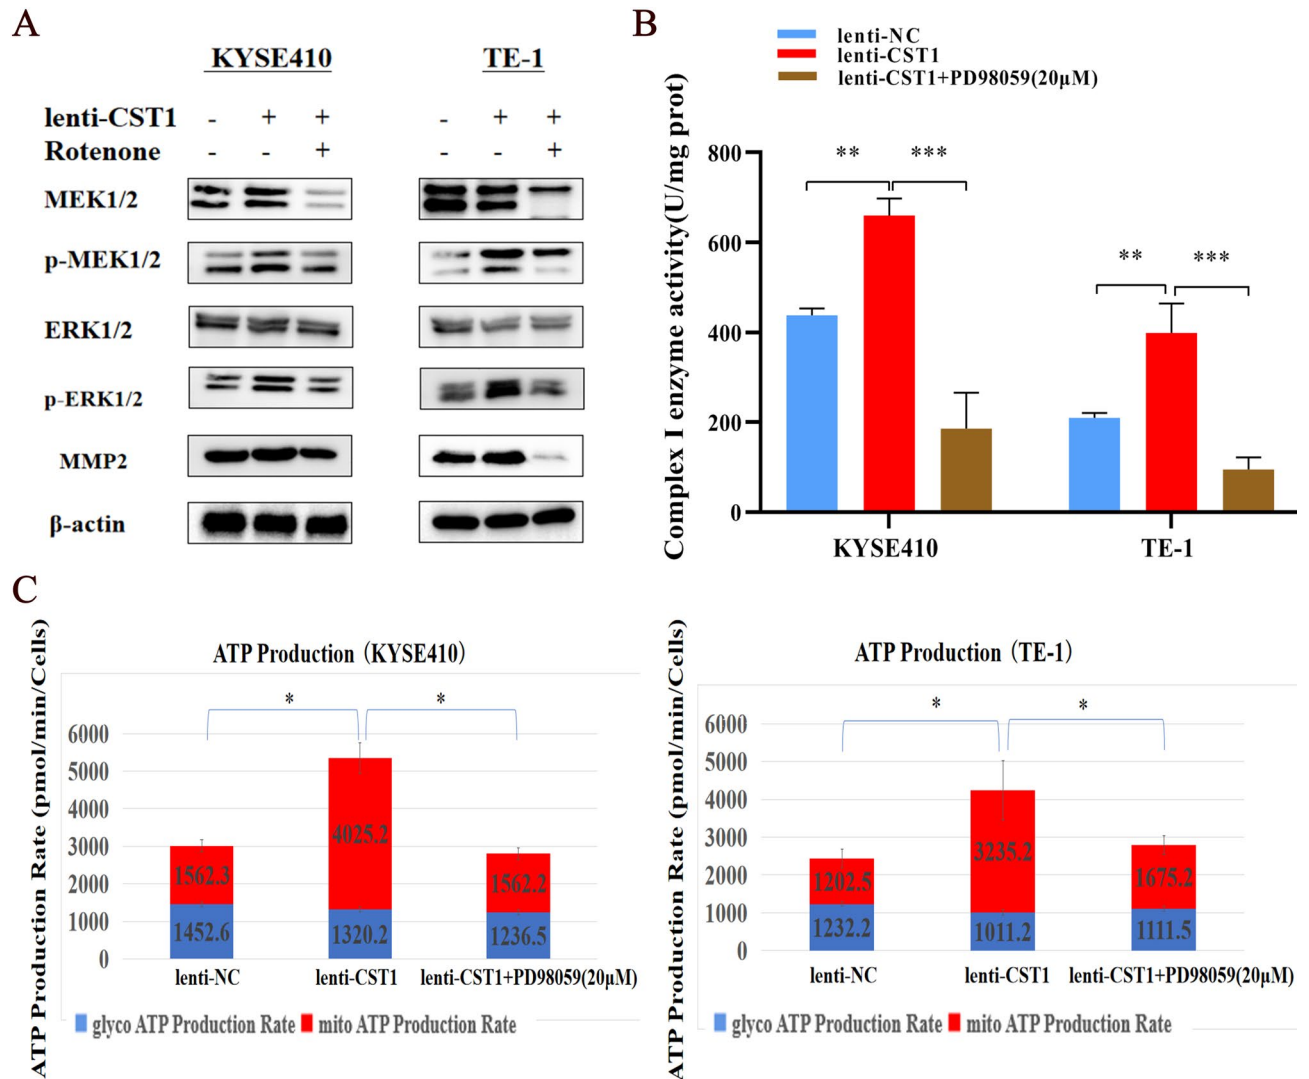 A
KYSE410 TE-1
lenti-CST1 - + + - + +
Rotenone - - + - - +
MEK1/2
p-MEK1/2
ERK1/2
p-ERK1/2
MMP2
β-actin
B
lenti-NC
lenti-CST1
lenti-CST1+PD98059(20μM)
Complex I enzyme activity(U/mg prot)
800
600
400
200
0
** ***
** ***
KYSE410 TE-1
C
ATP Production (KYSE410)
ATP Production Rate (pmol/min/Cells)
* *
6000
5000
4000
3000
2000
1000
0
1562.3 4025.2 1562.2
1452.6 1320.2 1236.5
lenti-NC lenti-CST1 lenti-CST1+PD98059(20μM)
glyco ATP Production Rate mito ATP Production Rate
ATP Production (TE-1)
ATP Production Rate (pmol/min/Cells)
* *
6000
5000
4000
3000
2000
1000
0
1202.5 3235.2 1675.2
1232.2 1011.2 1111.5
lenti-NC lenti-CST1 lenti-CST1+PD98059(20μM)
glyco ATP Production Rate mito ATP Production Rate